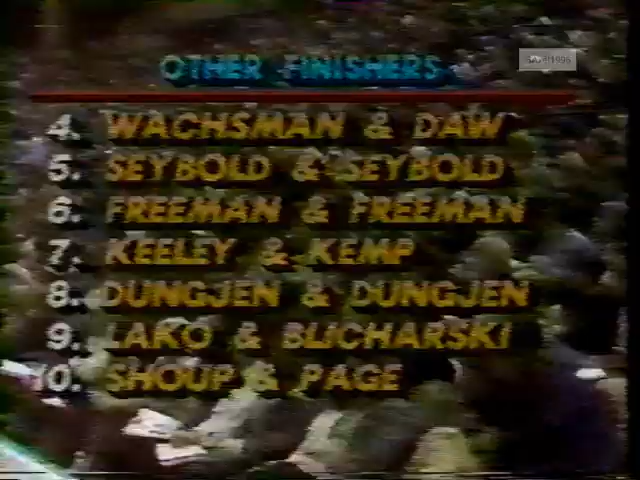 OTHER FINISHERS
4. WACHSMAN & DAW
5. SEYBOLD & SEYBOLD
6. FREEMAN & FREEMAN
7. KEELEY & KEMP
8. DUNGJEN & DUNGJEN
9. LAKO & BLICHARSKI
10. SHOUP & PAGE